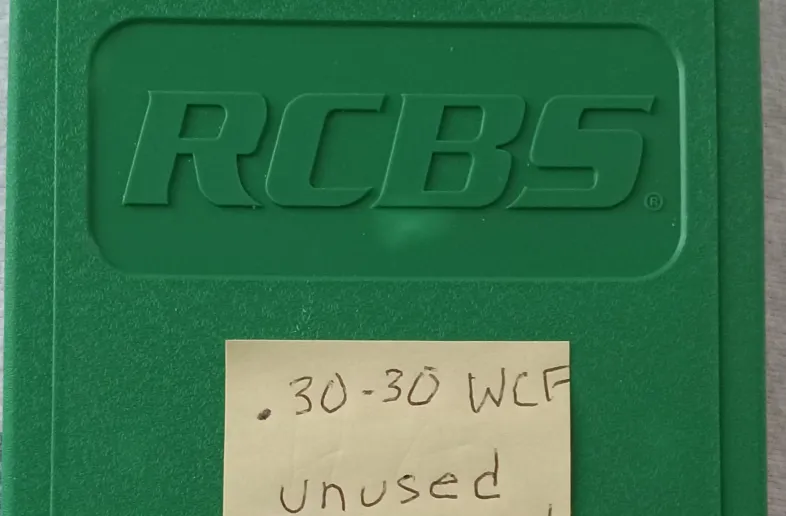 RCBS®
.30-30 WCF
unused